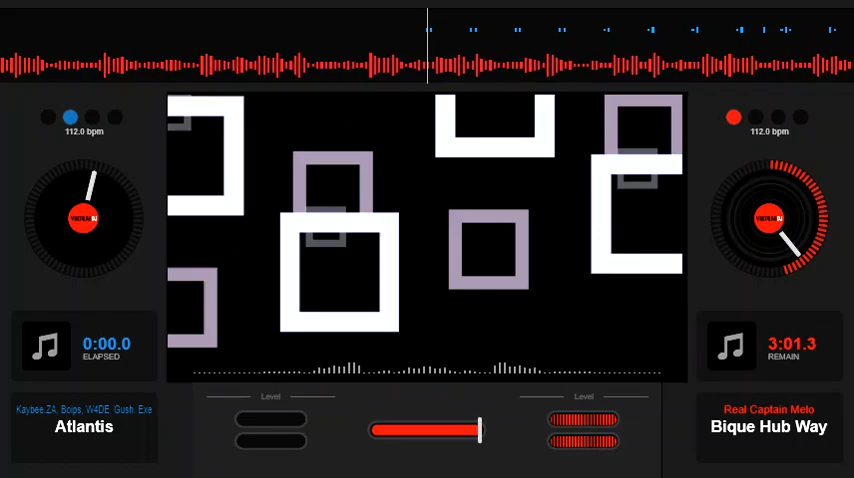 112.0 bpm
112.0 bpm
VIRTUALDJ
VIRTUALDJ
0:00.0
ELAPSED
3:01.3
REMAIN
Level
Level
Kaybee.ZA, Boips, W4DE Gush. Exe
Atlantis
Real Captain Melo
Bique Hub Way